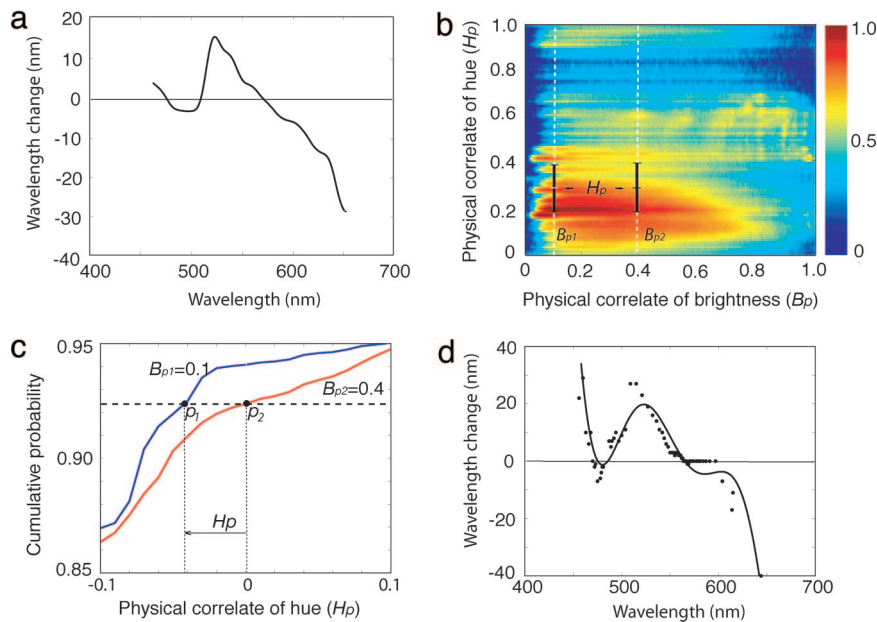 a
Wavelength change (nm)
20
10
0
-10
-20
-30
-40
400
500
600
700
Wavelength (nm)
b
Physical correlate of hue (Hp)
1.0
0.8
0.6
0.4
0.2
0
Hp
Bp1
Bp2
0
0.2
0.4
0.6
0.8
1.0
Physical correlate of brightness (Bp)
1.0
0.5
0
c
Cumulative probability
0.95
0.90
0.85
Bp1=0.1
Bp2=0.4
p1
p2
Hp
-0.1
0
0.1
Physical correlate of hue (Hp)
d
Wavelength change (nm)
40
20
0
-20
-40
400
500
600
700
Wavelength (nm)